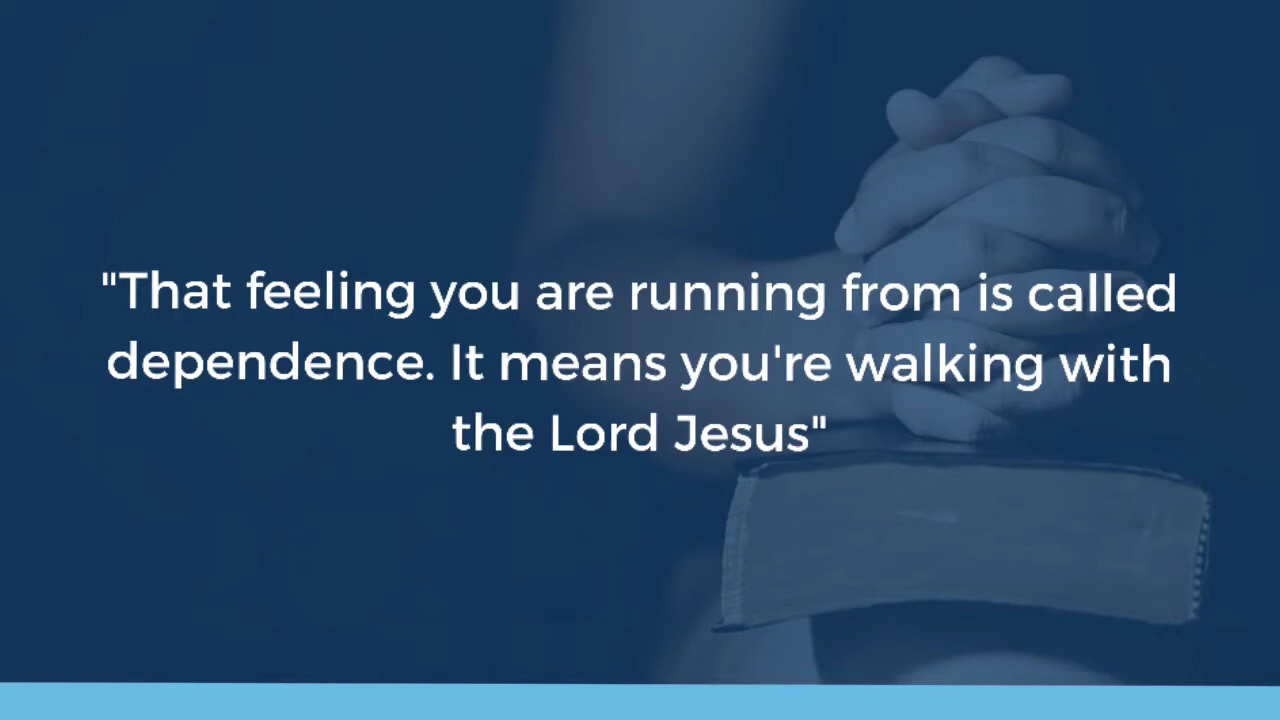 "That feeling you are running from is called
dependence. It means you're walking with
the Lord Jesus"